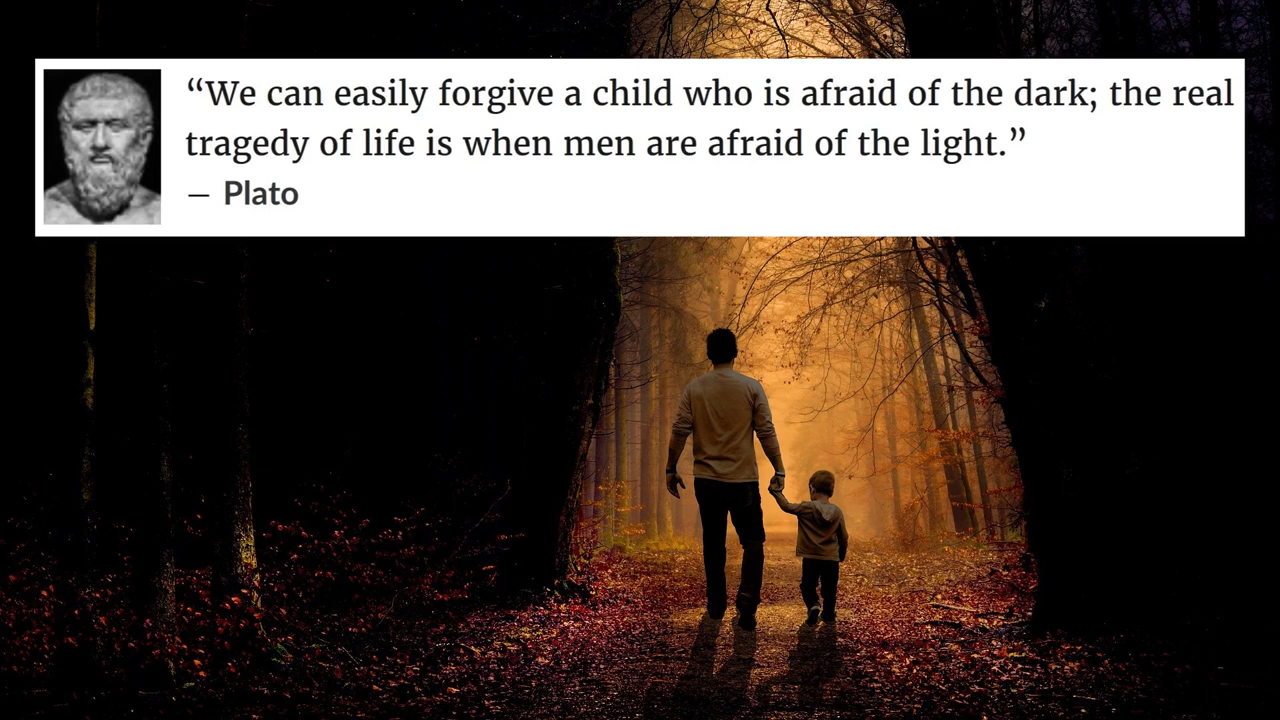 “We can easily forgive a child who is afraid of the dark; the real
tragedy of life is when men are afraid of the light.”
― Plato